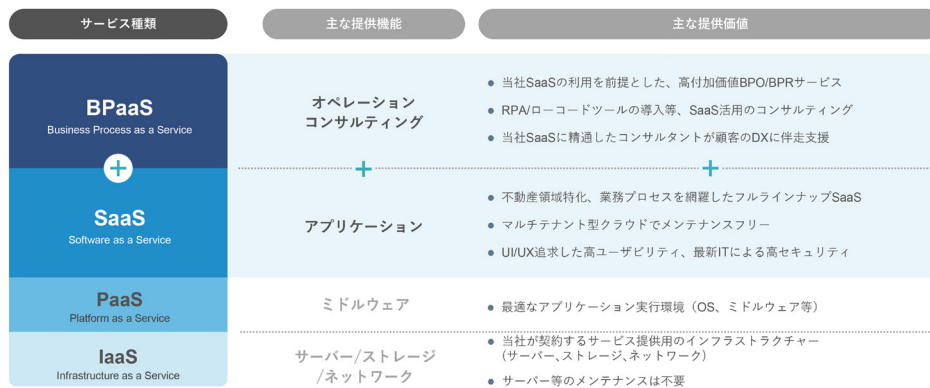 サービス種類
主な提供機能
主な提供価値
BPaaS
Business Process as a Service
オペレーション
コンサルティング
● 当社SaaSの利用を前提とした、高付加価値BPO/BPRサービス
● RPA/ローコードツールの導入等、SaaS活用のコンサルティング
● 当社SaaSに精通したコンサルタントが顧客のDXに伴走支援
+
+
+
SaaS
Software as a Service
アプリケーション
● 不動産領域特化、業務プロセスを網羅したフルラインナップSaaS
● マルチテナント型クラウドでメンテナンスフリー
● UI/UX追求した高ユーザビリティ、最新ITによる高セキュリティ
PaaS
Platform as a Service
ミドルウェア
● 最適なアプリケーション実行環境（OS、ミドルウェア等）
IaaS
Infrastructure as a Service
サーバー/ストレージ
/ネットワーク
● 当社が契約するサービス提供用のインフラストラクチャー
(サーバー、ストレージ、ネットワーク)
● サーバー等のメンテナンスは不要